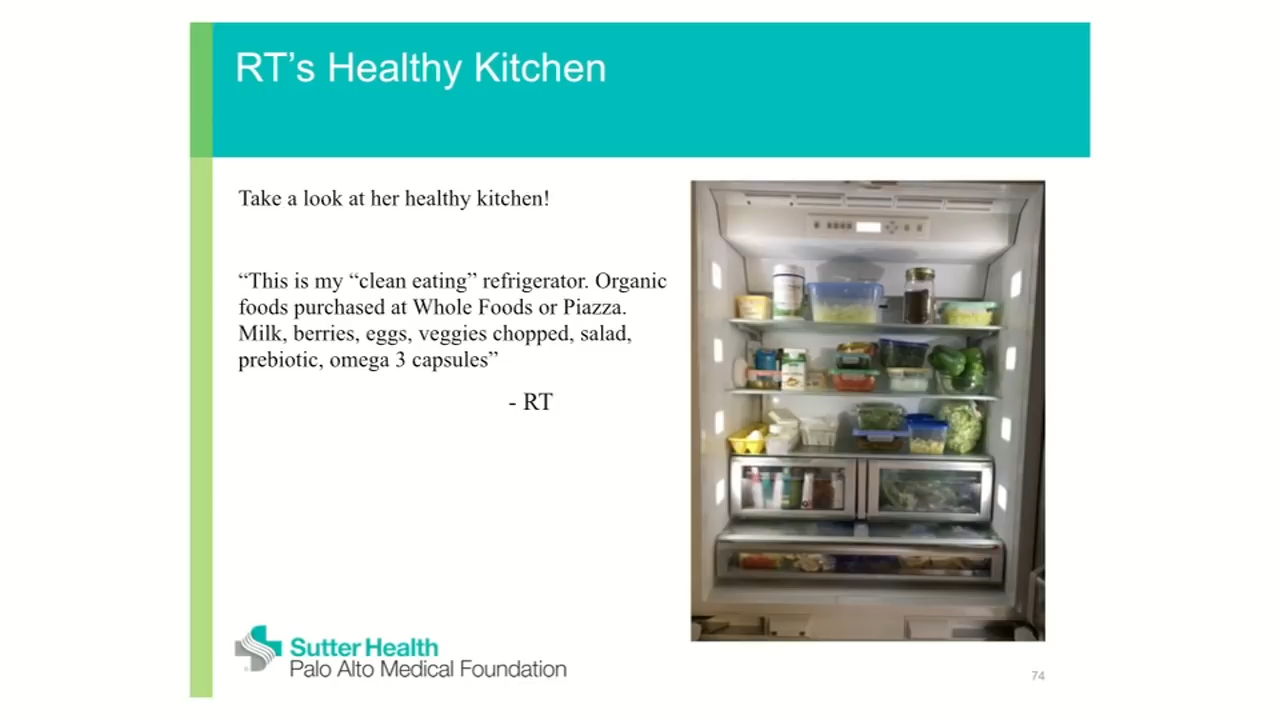 RT’s Healthy Kitchen
Take a look at her healthy kitchen!
“This is my “clean eating” refrigerator. Organic
foods purchased at Whole Foods or Piazza.
Milk, berries, eggs, veggies chopped, salad,
prebiotic, omega 3 capsules”
- RT
Sutter Health
Palo Alto Medical Foundation
74